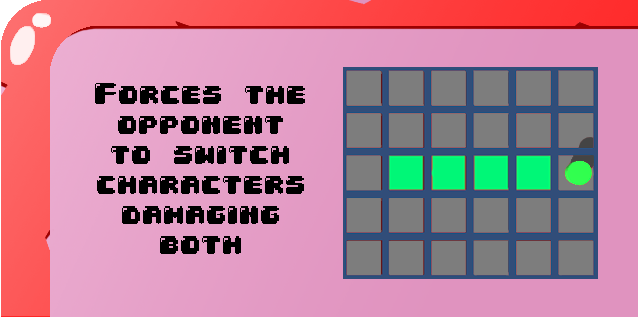 Forces the
opponent
to switch
characters
damaging
both